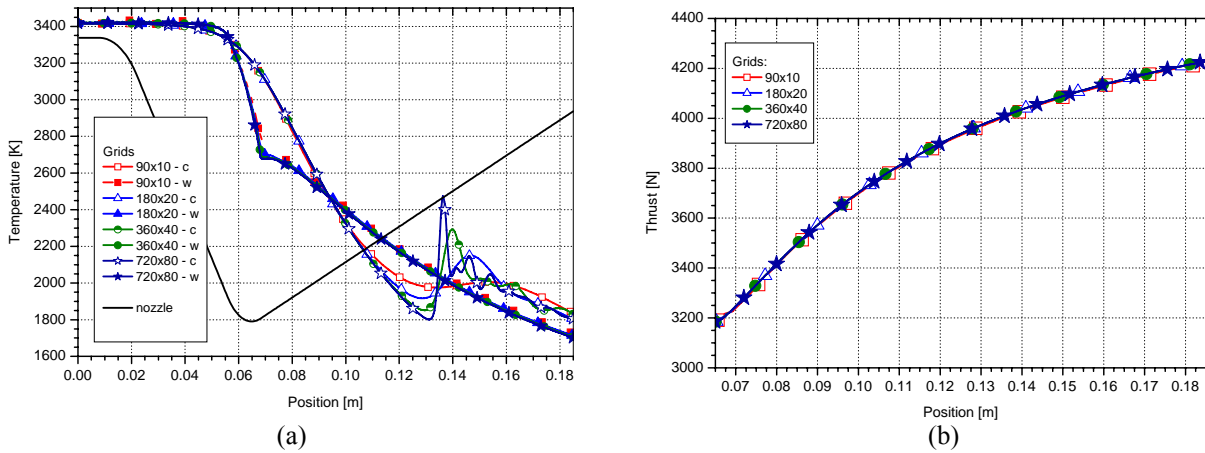 3400
3200
3000
2800
2600
2400
2200
2000
1800
1600
Temperature [K]
Grids
90x10 - c
90x10 - w
180x20 - c
180x20 - w
360x40 - c
360x40 - w
720x80 - c
720x80 - w
nozzle
0.00 0.02 0.04 0.06 0.08 0.10 0.12 0.14 0.16 0.18
Position [m]
(a)
4400
4200
4000
3800
3600
3400
3200
3000
Thrust [N]
Grids:
90x10
180x20
360x40
720x80
0.07 0.08 0.09 0.10 0.11 0.12 0.13 0.14 0.15 0.16 0.17 0.18
Position [m]
(b)